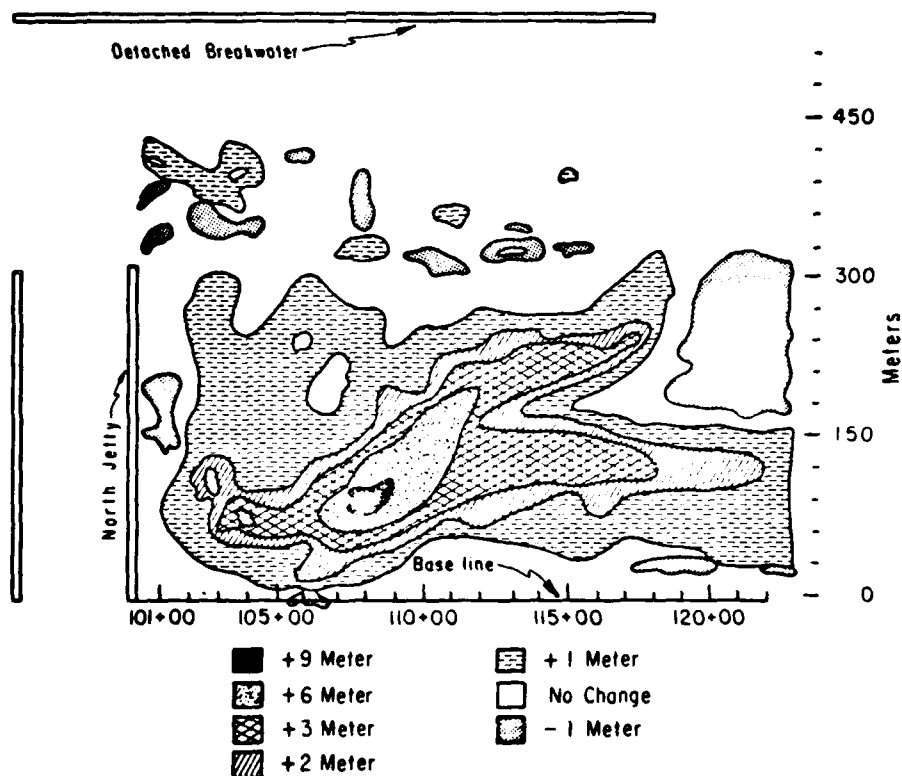 Detached Breakwater
450
300
Meters
150
North Jelly
Base line
0
101+00 105+00 110+00 115+00 120+00
+9 Meter
+6 Meter
+3 Meter
+2 Meter
+1 Meter
No Change
-1 Meter